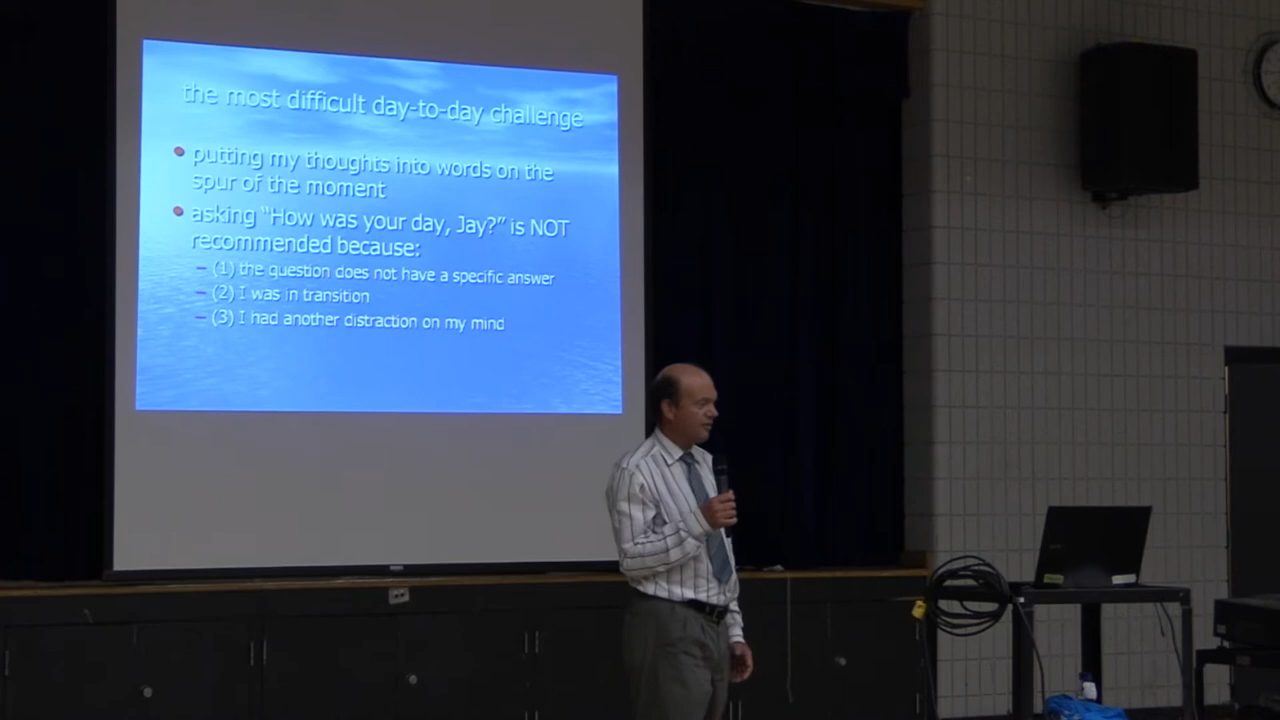 the most difficult day-to-day challenge
putting my thoughts into words on the
spur of the moment
asking “How was your day, Jay?” is NOT
recommended because:
– (1) the question does not have a specific answer
– (2) I was in transition
– (3) I had another distraction on my mind